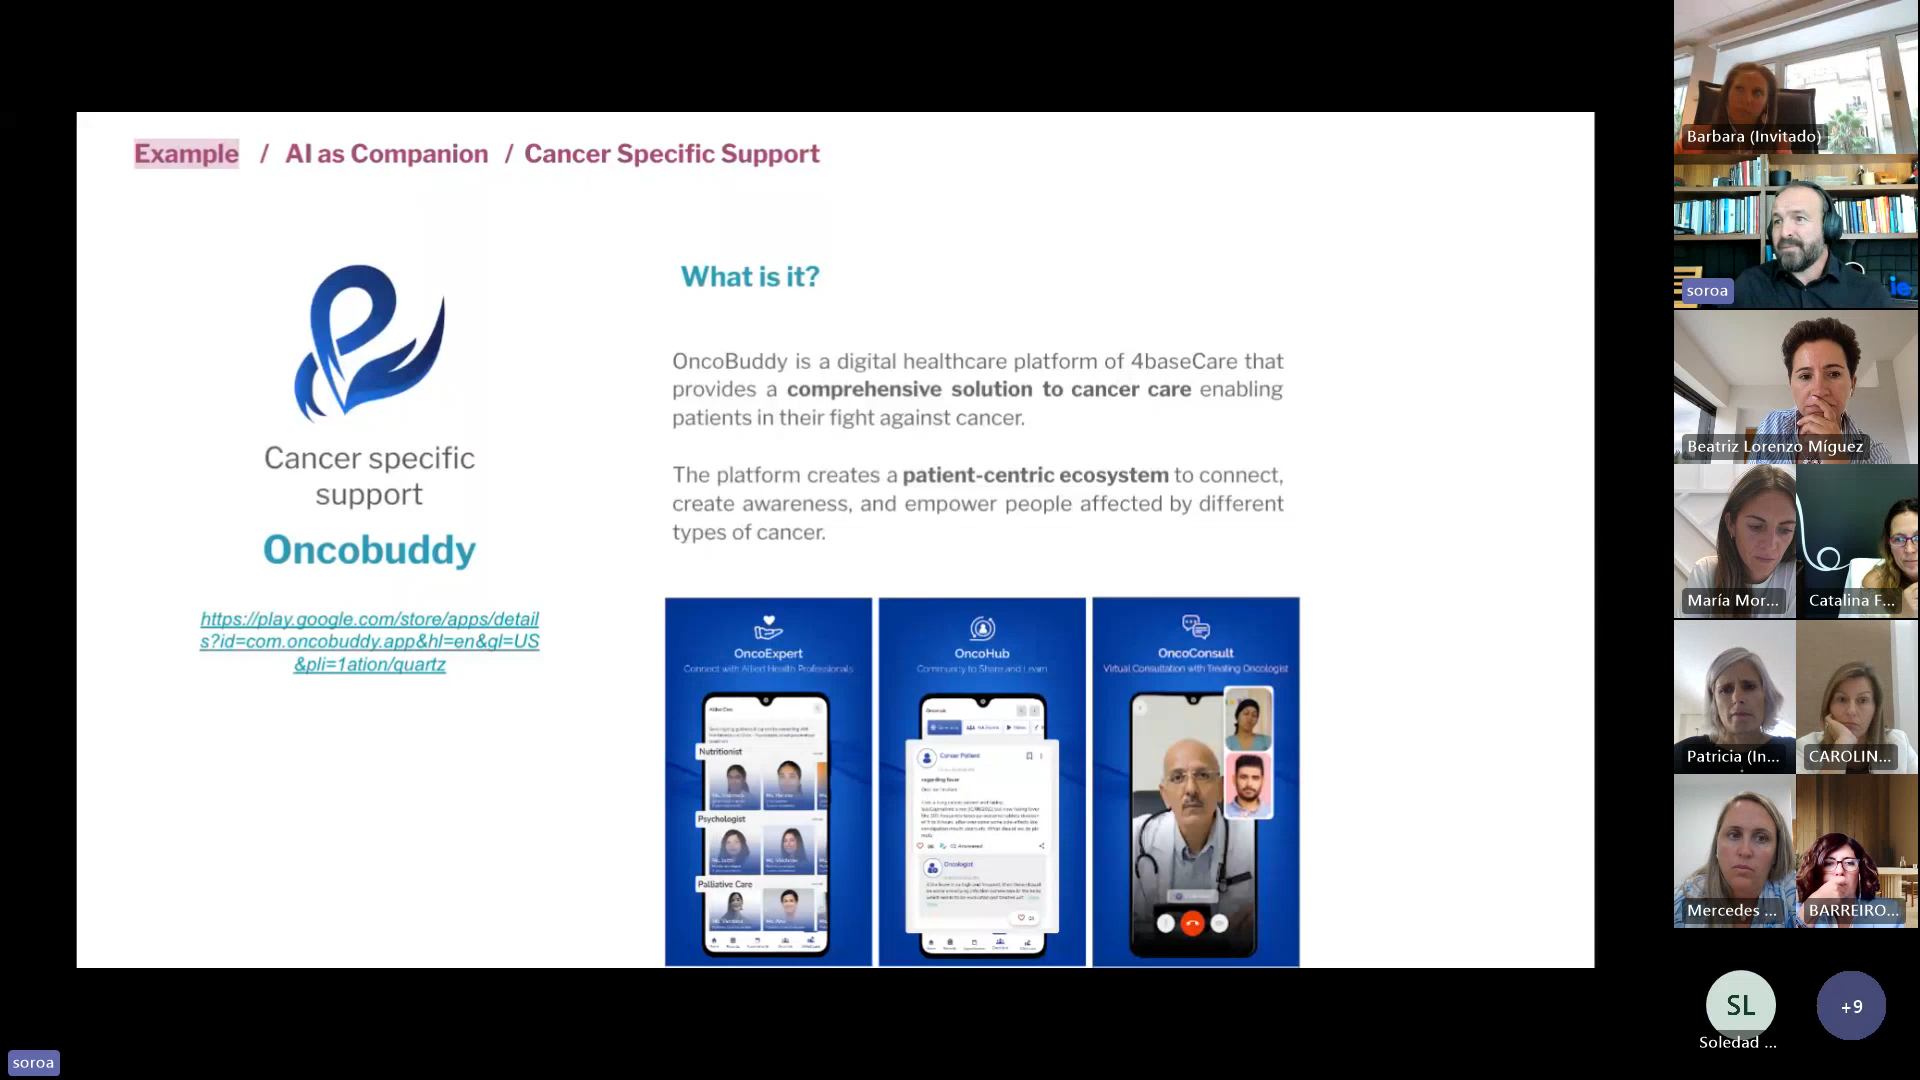 Example / AI as Companion / Cancer Specific Support
Cancer specific
support
Oncobuddy
https://play.google.com/store/apps/detail
s?id=com.oncobuddy.app&hl=en&gl=US
&pli=1ation/quartz
What is it?
OncoBuddy is a digital healthcare platform of 4baseCare that
provides a comprehensive solution to cancer care enabling
patients in their fight against cancer.
The platform creates a patient-centric ecosystem to connect,
create awareness, and empower people affected by different
types of cancer.
OncoExpert
Connect with Allied Health Professionals
Nutritionist
Psychologist
Palliative Care
OncoHub
Community to Share and Learn
Cancer Patient
regarding fever
Oncologist
OncoConsult
Virtual Consultation with Treating Oncologist
Barbara (Invitado)
soroa
Beatriz Lorenzo Míguez
María Mor...
Catalina F...
Patricia (In...
CAROLIN...
Mercedes ...
BARREIRO...
SL
Soledad ...
+9
soroa